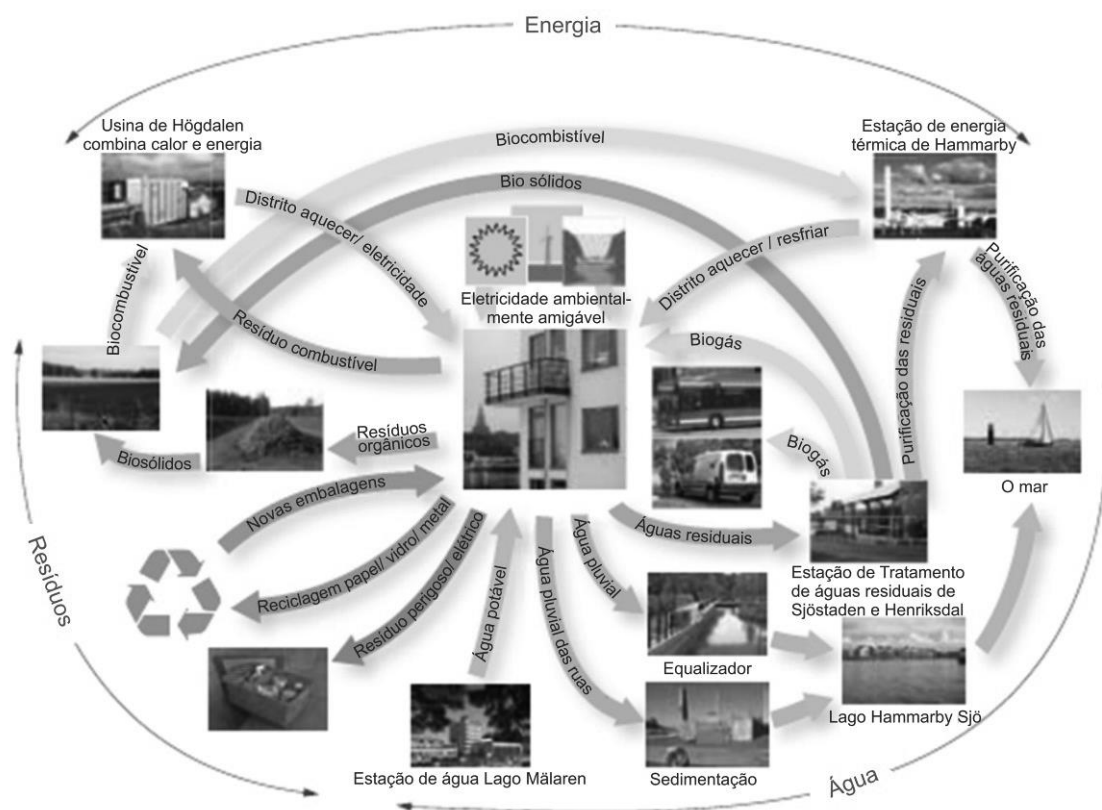 Energia
Usina de Högdalen
combina calor e energia
Estação de energia
térmica de Hammarby
Biocombistível
Bio sólidos
Distrito aquecer/ eletricidade
Distrito aquecer / resfriar
Eletricidade ambiental-
mente amigável
Biocombustível
Resíduo combustível
Biogás
Biogás
Purificação das residuais
Purificação das
águas residuais
O mar
Resíduos
orgânicos
Biosólidos
Novas embalagens
Águas residuais
Reciclagem papel/ vidro/ metal
Resíduo perigoso/ elétrico
Água potável
Água pluvial das ruas
Água pluvial
Estação de Tratamento
de águas residuais de
Sjöstaden e Henriksdal
Equalizador
Lago Hammarby Sjö
Estação de água Lago Mälaren
Sedimentação
Resíduos
Água